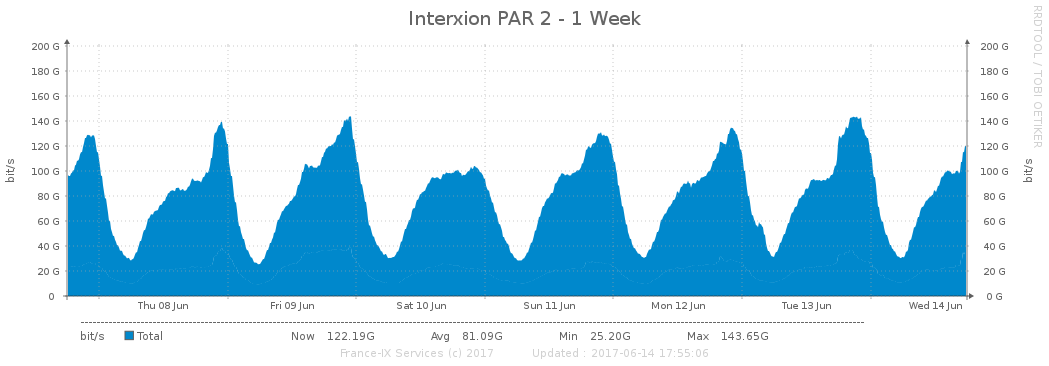 Interxion PAR 2 - 1 Week
RRDTOOL / TOBI OETIKER
bit/s
200 G
180 G
160 G
140 G
120 G
100 G
80 G
60 G
40 G
20 G
0
200 G
180 G
160 G
140 G
120 G
100 G
80 G
60 G
40 G
20 G
0 G
bit/s
Thu 08 Jun Fri 09 Jun Sat 10 Jun Sun 11 Jun Mon 12 Jun Tue 13 Jun Wed 14 Jun
bit/s Total Now 122.19G Avg 81.09G Min 25.20G Max 143.65G
France-IX Services (c) 2017 Updated : 2017-06-14 17:55:06